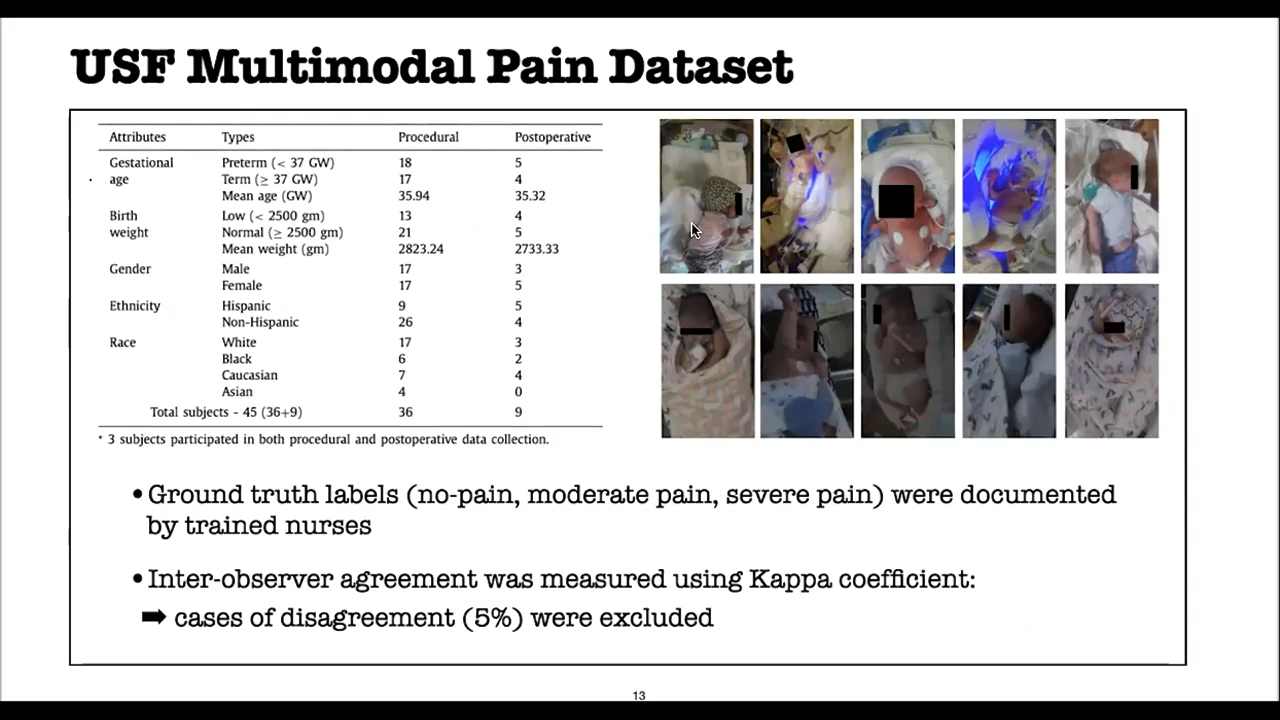 USF Multimodal Pain Dataset
Attributes Types Procedural Postoperative
Gestational Preterm (< 37 GW) 18 5
age Term (≥ 37 GW) 17 4
Mean age (GW) 35.94 35.32
Birth Low (< 2500 gm) 13 4
weight Normal (≥ 2500 gm) 21 5
Mean weight (gm) 2823.24 2733.33
Gender Male 17 3
Female 17 5
Ethnicity Hispanic 9 5
Non-Hispanic 26 4
Race White 17 3
Black 6 2
Caucasian 7 4
Asian 4 0
Total subjects - 45 (36+9) 36 9
* 3 subjects participated in both procedural and postoperative data collection.
• Ground truth labels (no-pain, moderate pain, severe pain) were documented
by trained nurses
• Inter-observer agreement was measured using Kappa coefficient:
➡ cases of disagreement (5%) were excluded
13